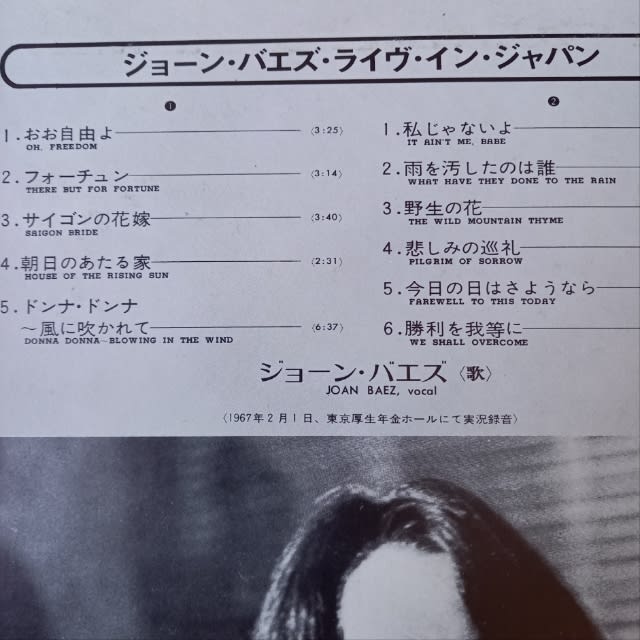 ジョーン・バエズ・ライヴ・イン・ジャパン
❶
1. おお自由よ 〈3:25〉
OH, FREEDOM
2. フォーチュン 〈3:14〉
THERE BUT FOR FORTUNE
3. サイゴンの花嫁 〈3:40〉
SAIGON BRIDE
4. 朝日のあたる家 〈2:31〉
HOUSE OF THE RISING SUN
5. ドンナ・ドンナ
〜風に吹かれて 〈6:37〉
DONNA DONNA~BLOWING IN THE WIND
❷
1. 私じゃないよ
IT AIN'T ME, BABE
2. 雨を汚したのは誰
WHAT HAVE THEY DONE TO THE RAIN
3. 野生の花
THE WILD MOUNTAIN THYME
4. 悲しみの巡礼
PILGRIM OF SORROW
5. 今日の日はさようなら
FAREWELL TO THIS TODAY
6. 勝利を我等に
WE SHALL OVERCOME
ジョーン・バエズ〈歌〉
JOAN BAEZ, vocal
〈1967年2月1日、東京厚生年金ホールにて実況録音〉